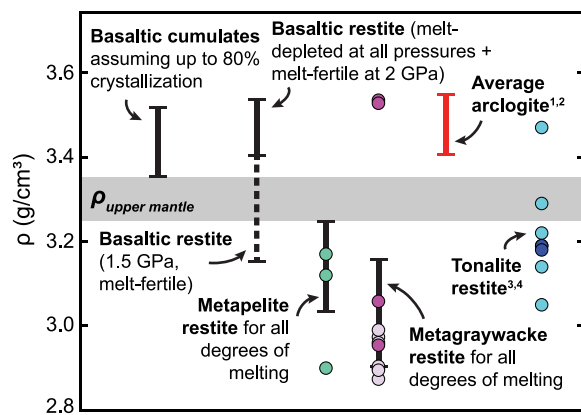 Basaltic cumulates
assuming up to 80%
crystallization
Basaltic restite (melt-
depleted at all pressures +
melt-fertile at 2 GPa)
Average
arclogite1,2
3.6
3.4
3.2
3.0
2.8
ρ (g/cm³)
ρupper mantle
Basaltic restite
(1.5 GPa,
melt-fertile)
Metapelite
restite for all
degrees of
melting
Metagraywacke
restite for all
degrees of melting
Tonalite
restite3,4